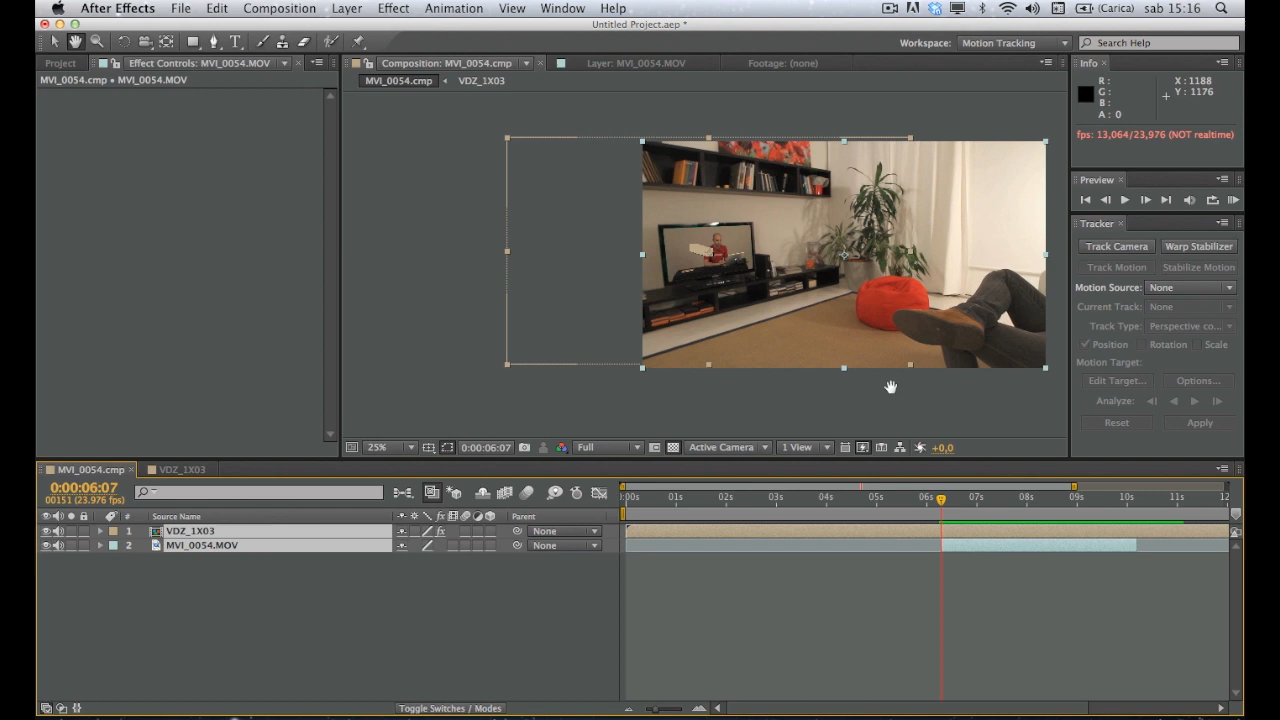 After Effects File Edit Composition Layer Effect Animation View Window Help (Carica) sab 15:16
Untitled Project.aep *
Workspace: Motion Tracking Search Help
Project Effect Controls: MVI_0054.MOV Composition: MVI_0054.cmp Layer: MVI_0054.MOV Footage: (none) Info
MVI_0054.cmp • MVI_0054.MOV MVI_0054.cmp VDZ_1X03
R : X : 1188
G : Y : 1176
B :
A : 0
fps: 13,064/23,976 (NOT realtime)
Preview
Tracker
Track Camera Warp Stabilizer
Track Motion Stabilize Motion
Motion Source: None
Current Track: None
Track Type: Perspective co...
Position Rotation Scale
Motion Target:
Edit Target... Options...
Analyze:
Reset Apply
25% 0:00:06:07 Full Active Camera 1 View +0,0
MVI_0054.cmp VDZ_1X03
0:00:06:07
00151 (23.976 fps)
:00s 01s 02s 03s 04s 05s 06s 07s 08s 09s 10s 11s 12
# Source Name fx Parent
1 VDZ_1X03 fx None
2 MVI_0054.MOV None
Toggle Switches / Modes